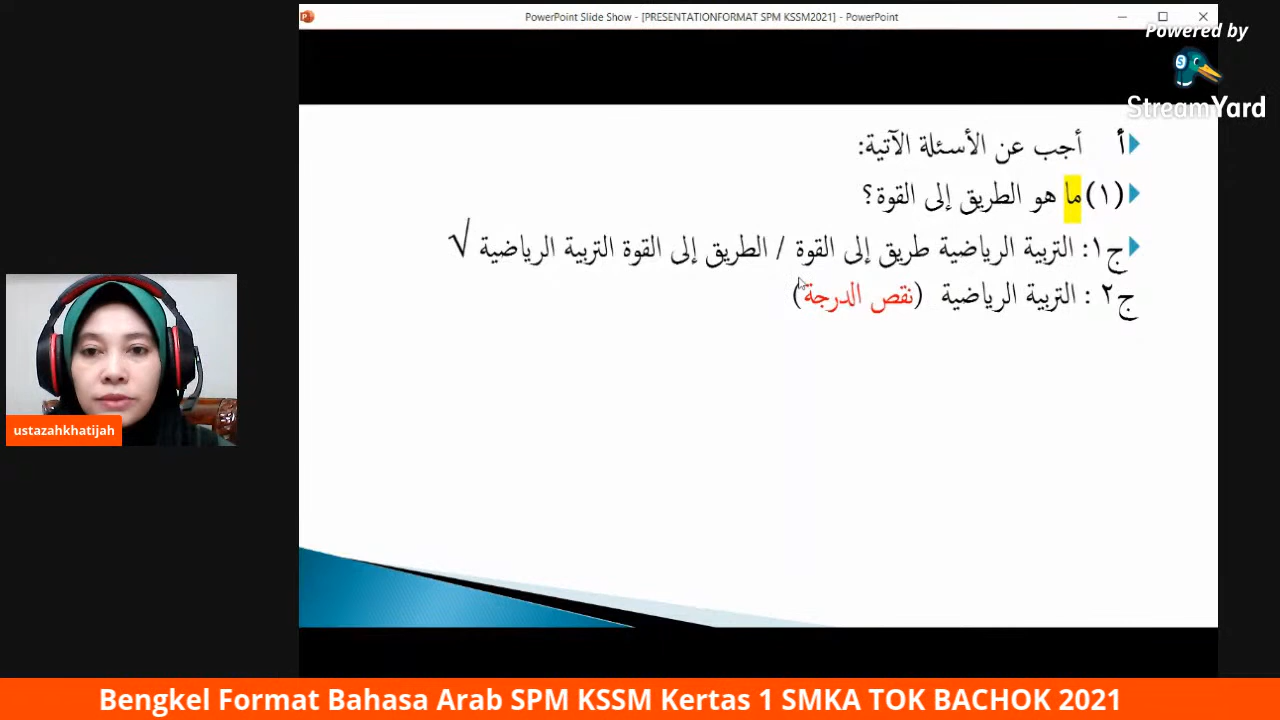 PowerPoint Slide Show - [PRESENTATIONFORMAT SPM KSSM2021] - PowerPoint
Powered by
StreamYard
أ أجب عن الأسئلة الآتية:
(١) ما هو الطريق إلى القوة؟
ج١: التربية الرياضية طريق إلى القوة / الطريق إلى القوة التربية الرياضية √
ج٢ : التربية الرياضية (نقص الدرجة)
ustazahkhatijah
Bengkel Format Bahasa Arab SPM KSSM Kertas 1 SMKA TOK BACHOK 2021